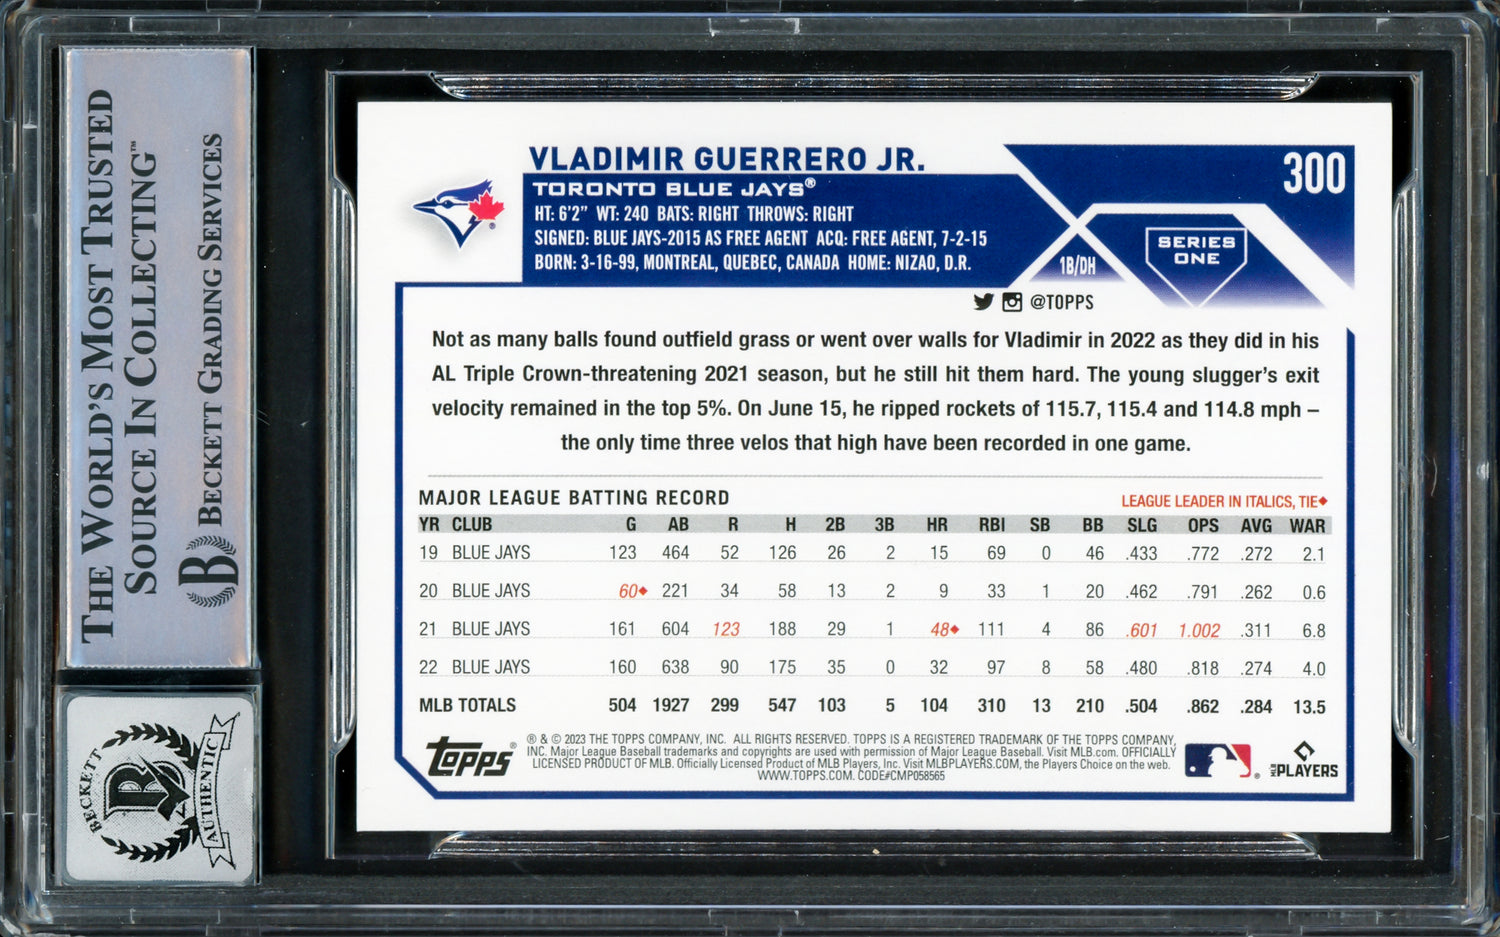 THE WORLD'S MOST TRUSTED
SOURCE IN COLLECTING™
BECKETT GRADING SERVICES
B
BECKETT
B
AUTHENTIC
VLADIMIR GUERRERO JR.
300
TORONTO BLUE JAYS®
HT: 6'2" WT: 240 BATS: RIGHT THROWS: RIGHT
SIGNED: BLUE JAYS-2015 AS FREE AGENT ACQ: FREE AGENT, 7-2-15
BORN: 3-16-99, MONTREAL, QUEBEC, CANADA HOME: NIZAO, D.R.
1B/DH
SERIES
ONE
@TOPPS
Not as many balls found outfield grass or went over walls for Vladimir in 2022 as they did in his
AL Triple Crown-threatening 2021 season, but he still hit them hard. The young slugger's exit
velocity remained in the top 5%. On June 15, he ripped rockets of 115.7, 115.4 and 114.8 mph –
the only time three velos that high have been recorded in one game.
MAJOR LEAGUE BATTING RECORD
LEAGUE LEADER IN ITALICS, TIE◆
YR CLUB G AB R H 2B 3B HR RBI SB BB SLG OPS AVG WAR
19 BLUE JAYS 123 464 52 126 26 2 15 69 0 46 .433 .772 .272 2.1
20 BLUE JAYS 60◆ 221 34 58 13 2 9 33 1 20 .462 .791 .262 0.6
21 BLUE JAYS 161 604 123 188 29 1 48◆ 111 4 86 .601 1.002 .311 6.8
22 BLUE JAYS 160 638 90 175 35 0 32 97 8 58 .480 .818 .274 4.0
MLB TOTALS 504 1927 299 547 103 5 104 310 13 210 .504 .862 .284 13.5
topps®
® & © 2023 THE TOPPS COMPANY, INC. ALL RIGHTS RESERVED. TOPPS IS A REGISTERED TRADEMARK OF THE TOPPS COMPANY,
INC. Major League Baseball trademarks and copyrights are used with permission of Major League Baseball. Visit MLB.com. OFFICIALLY
LICENSED PRODUCT OF MLB. Officially Licensed Product of MLB Players, Inc. Visit MLBPLAYERS.COM, the Players Choice on the web.
WWW.TOPPS.COM. CODE#CMP058565
MLB PLAYERS